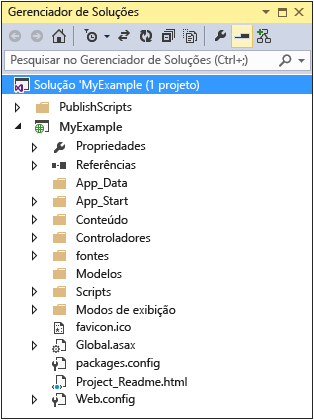 Gerenciador de Soluções
Pesquisar no Gerenciador de Soluções (Ctrl+;)
Solução 'MyExample (1 projeto)
PublishScripts
MyExample
Propriedades
Referências
App_Data
App_Start
Conteúdo
Controladores
fontes
Modelos
Scripts
Modos de exibição
favicon.ico
Global.asax
packages.config
Project_Readme.html
Web.config